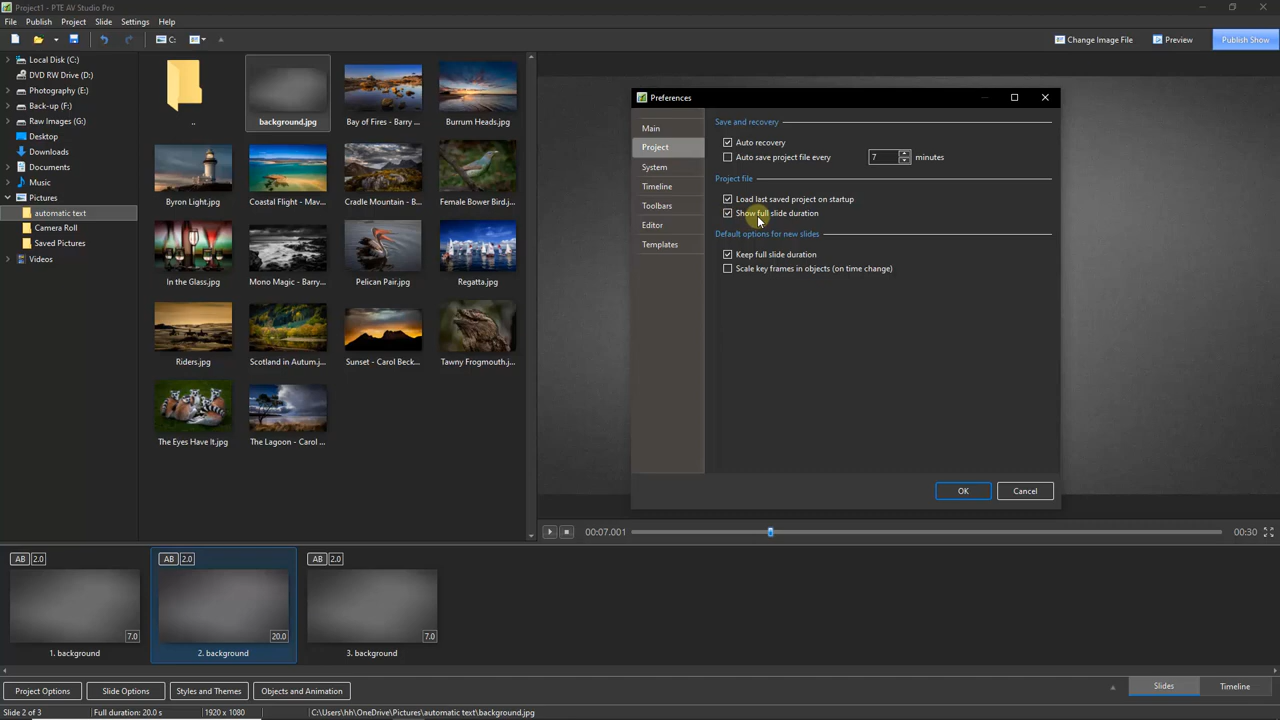 Project1 - PTE AV Studio Pro
File Publish Project Slide Settings Help
C: Change Image File Preview Publish Show
Local Disk (C:)
DVD RW Drive (D:)
Photography (E:)
Back-up (F:)
Raw Images (G:)
Desktop
Downloads
Documents
Music
Pictures
automatic text
Camera Roll
Saved Pictures
Videos
.. background.jpg Bay of Fires - Barry ... Burrum Heads.jpg
Byron Light.jpg Coastal Flight - Mav... Cradle Mountain - B... Female Bower Bird.j...
In the Glass.jpg Mono Magic - Barry... Pelican Pair.jpg Regatta.jpg
Riders.jpg Scotland in Autum.j... Sunset - Carol Beck... Tawny Frogmouth.j...
The Eyes Have It.jpg The Lagoon - Carol ...
Preferences
Main
Project
System
Timeline
Toolbars
Editor
Templates
Save and recovery
Auto recovery
Auto save project file every 7 minutes
Project file
Load last saved project on startup
Show full slide duration
Default options for new slides
Keep full slide duration
Scale key frames in objects (on time change)
OK Cancel
00:07.001 00:30
AB 2.0 AB 2.0 AB 2.0
7.0 20.0 7.0
1. background 2. background 3. background
Project Options Slide Options Styles and Themes Objects and Animation Slides Timeline
Slide 2 of 3 Full duration: 20.0 s 1920 x 1080 C:\Users\hh\OneDrive\Pictures\automatic text\background.jpg